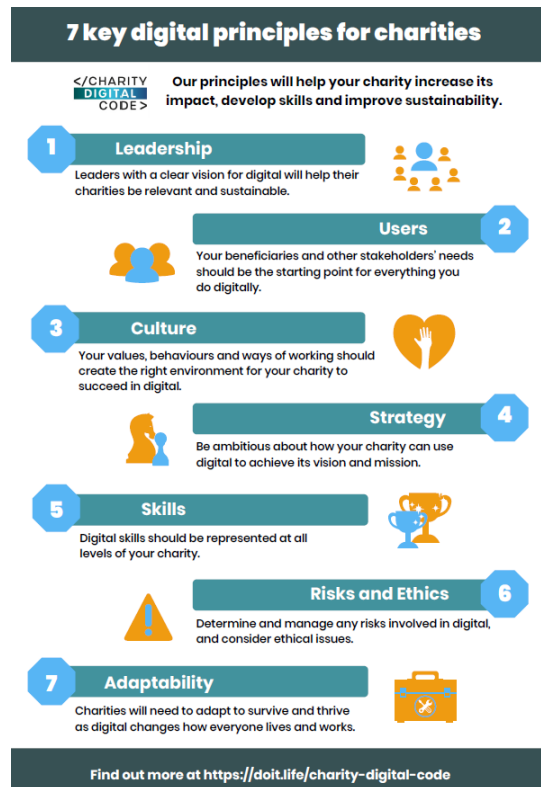 7 key digital principles for charities
</CHARITY
DIGITAL
CODE>
Our principles will help your charity increase its
impact, develop skills and improve sustainability.
1
Leadership
Leaders with a clear vision for digital will help their
charities be relevant and sustainable.
2
Users
Your beneficiaries and other stakeholders' needs
should be the starting point for everything you
do digitally.
3
Culture
Your values, behaviours and ways of working should
create the right environment for your charity to
succeed in digital.
4
Strategy
Be ambitious about how your charity can use
digital to achieve its vision and mission.
5
Skills
Digital skills should be represented at all
levels of your charity.
6
Risks and Ethics
Determine and manage any risks involved in digital,
and consider ethical issues.
7
Adaptability
Charities will need to adapt to survive and thrive
as digital changes how everyone lives and works.
Find out more at https://doit.life/charity-digital-code